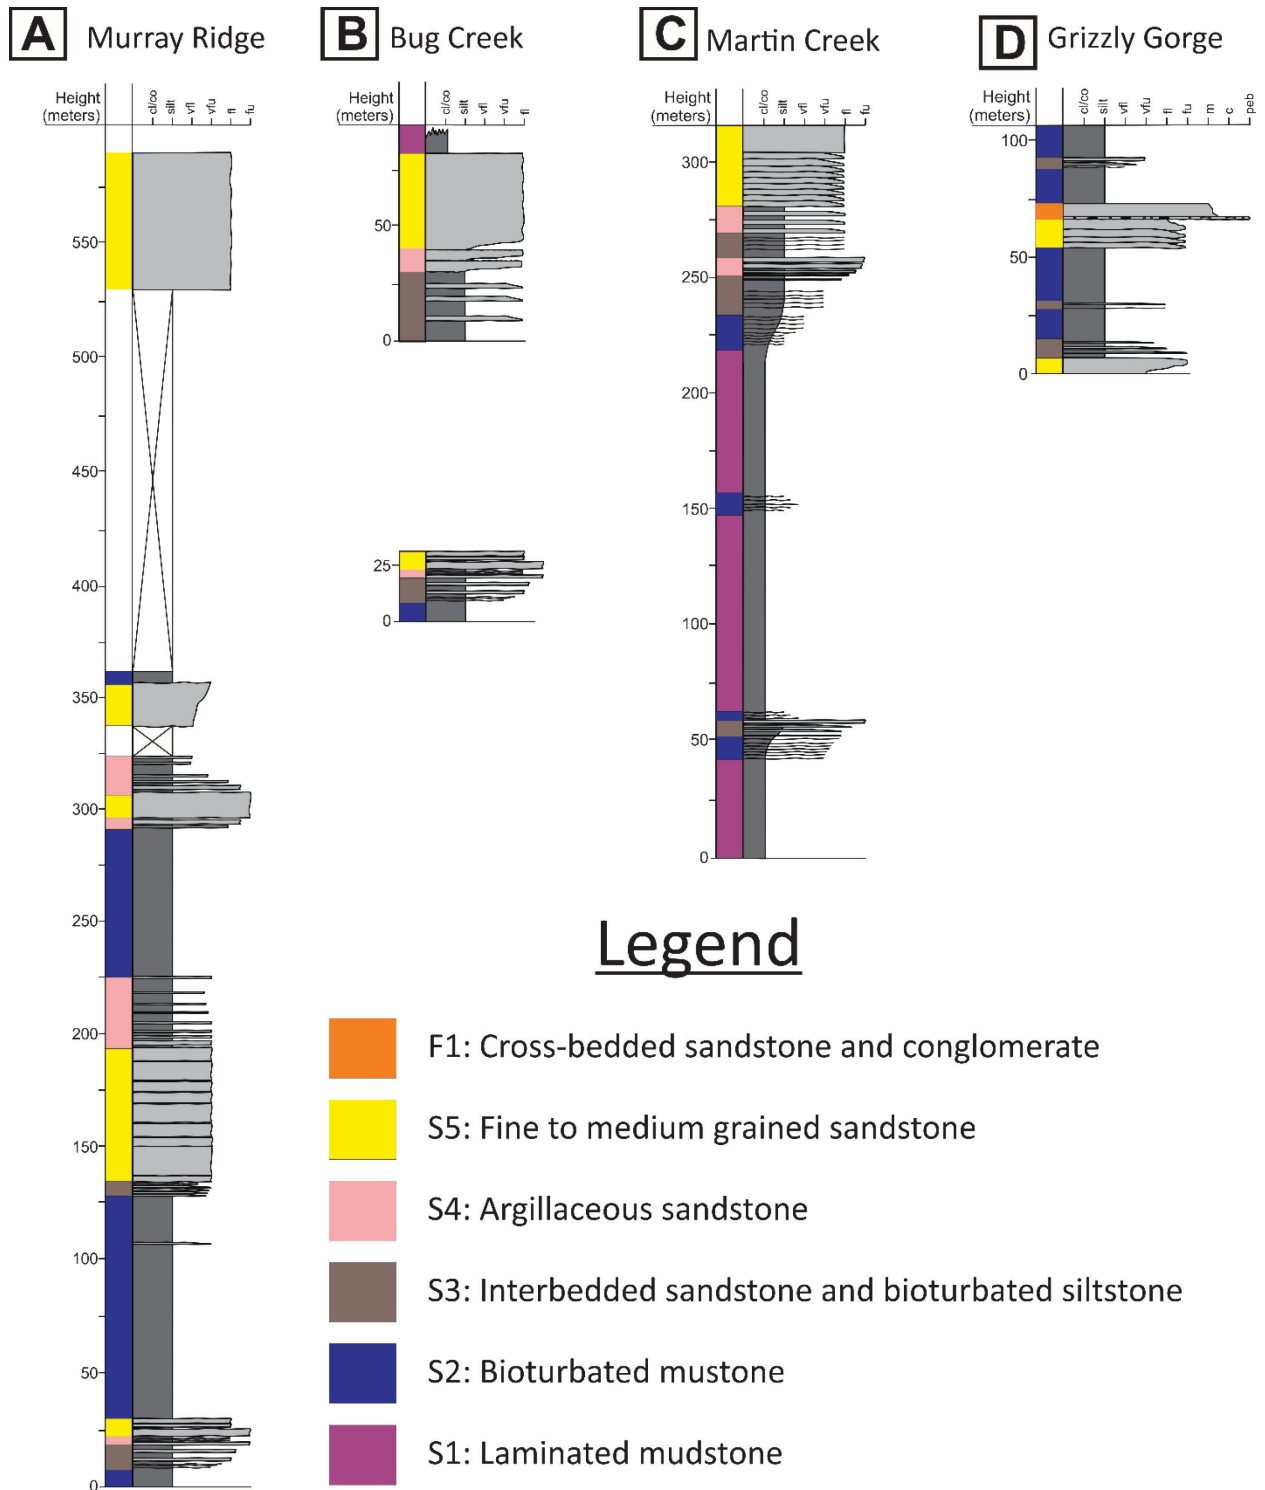 A Murray Ridge
Height
(meters)
cl/co
silt
vfl
vfu
fl
fu
550
500
450
400
350
300
250
200
150
100
50
0
B Bug Creek
Height
(meters)
cl/co
silt
vfl
vfu
fl
50
0
25
0
C Martin Creek
Height
(meters)
cl/co
silt
vfl
vfu
fl
fu
300
250
200
150
100
50
0
D Grizzly Gorge
Height
(meters)
cl/co
silt
vfl
vfu
fl
fu
m
c
peb
100
50
0
Legend
F1: Cross-bedded sandstone and conglomerate
S5: Fine to medium grained sandstone
S4: Argillaceous sandstone
S3: Interbedded sandstone and bioturbated siltstone
S2: Bioturbated mustone
S1: Laminated mudstone